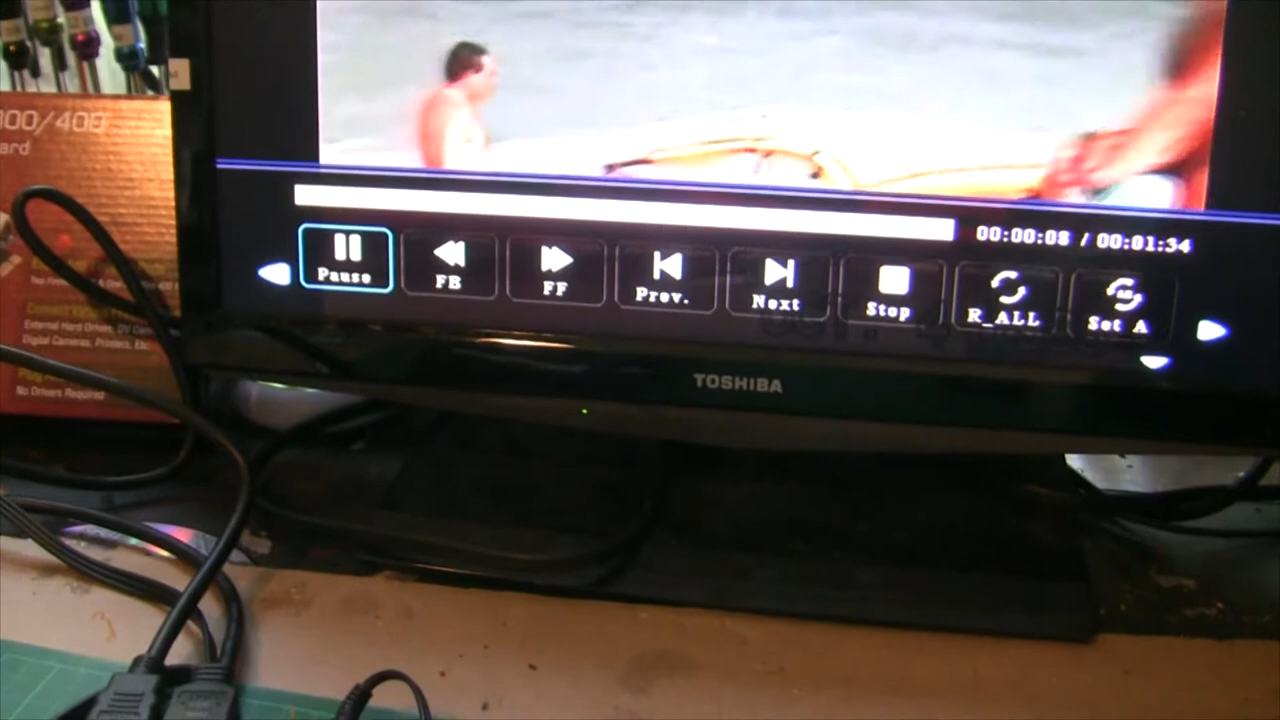 00/400
ard
00:00:08 / 00:01:34
Pause
FB
FF
Prev.
Next
Stop
R_ALL
Set A
TOSHIBA
External Hard Drives, DV Cam
Digital Cameras, Printers, Etc.
No Drivers Required